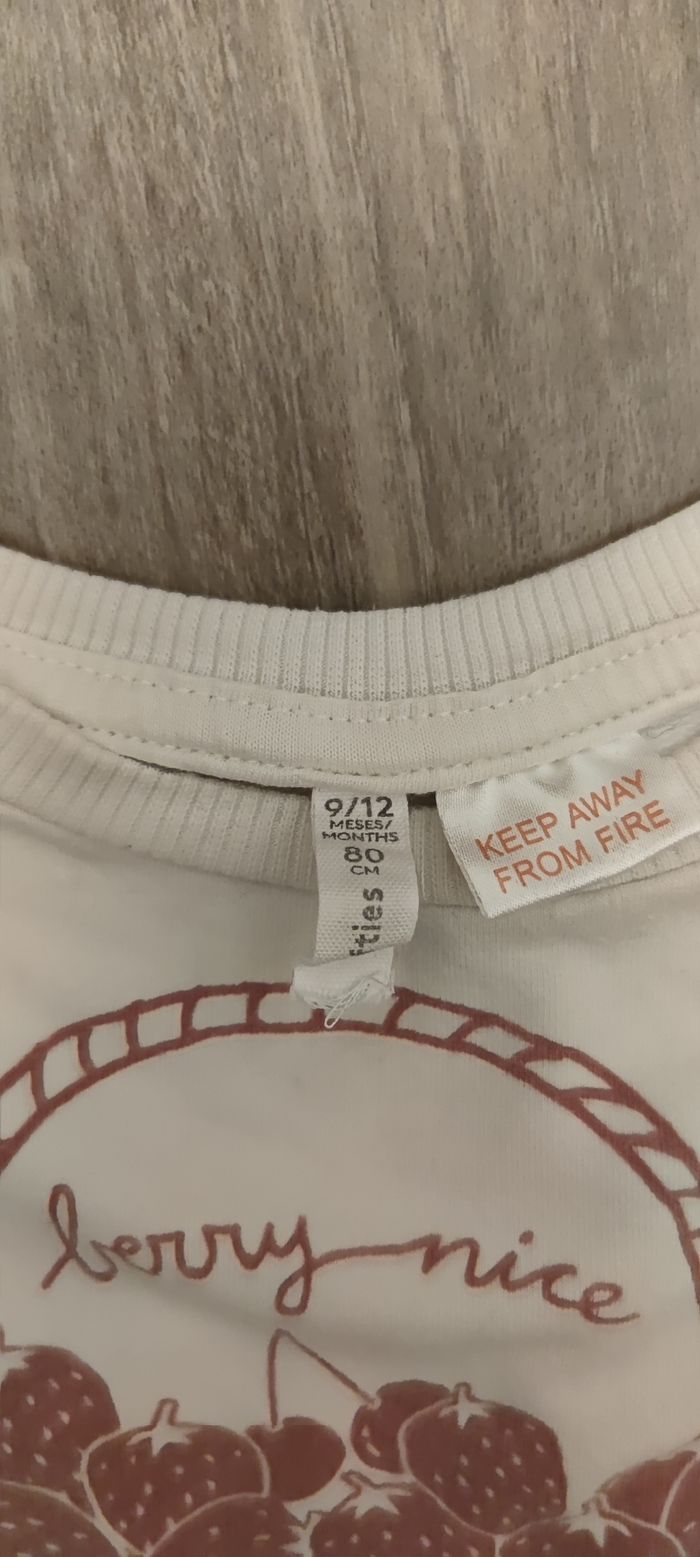 9/12
MESES/
MONTHS
80
CM
KEEP AWAY
FROM FIRE
berry nice